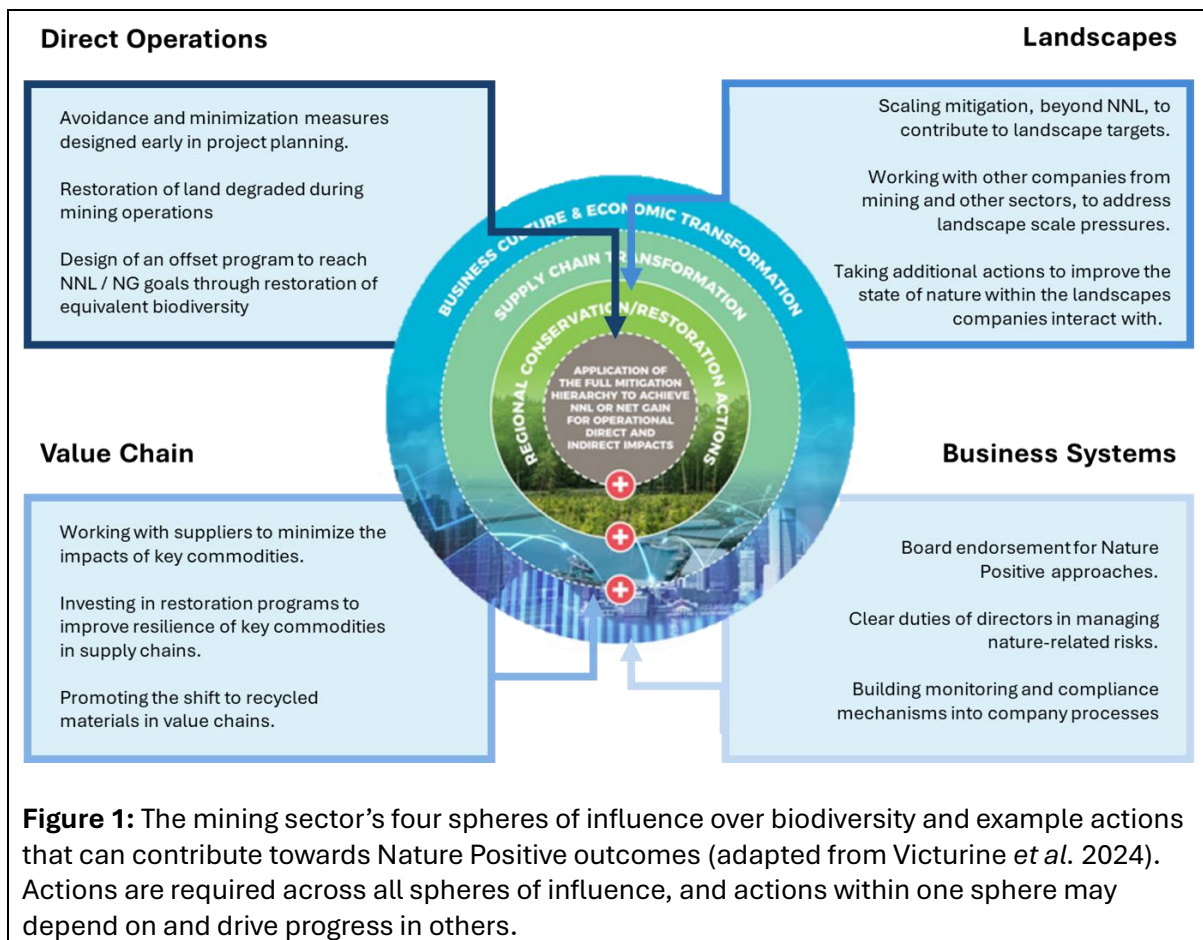 Direct Operations
Avoidance and minimization measures
designed early in project planning.
Restoration of land degraded during
mining operations
Design of an offset program to reach
NNL / NG goals through restoration of
equivalent biodiversity
Landscapes
Scaling mitigation, beyond NNL, to
contribute to landscape targets.
Working with other companies from
mining and other sectors, to address
landscape scale pressures.
Taking additional actions to improve the
state of nature within the landscapes
companies interact with.
BUSINESS CULTURE & ECONOMIC TRANSFORMATION
SUPPLY CHAIN TRANSFORMATION
REGIONAL CONSERVATION/RESTORATION ACTIONS
APPLICATION OF
THE FULL MITIGATION
HIERARCHY TO ACHIEVE
NNL OR NET GAIN
FOR OPERATIONAL
DIRECT AND
INDIRECT IMPACTS
Value Chain
Working with suppliers to minimize the
impacts of key commodities.
Investing in restoration programs to
improve resilience of key commodities
in supply chains.
Promoting the shift to recycled
materials in value chains.
Business Systems
Board endorsement for Nature
Positive approaches.
Clear duties of directors in managing
nature-related risks.
Building monitoring and compliance
mechanisms into company processes
Figure 1: The mining sector’s four spheres of influence over biodiversity and example actions
that can contribute towards Nature Positive outcomes (adapted from Victurine et al. 2024).
Actions are required across all spheres of influence, and actions within one sphere may
depend on and drive progress in others.